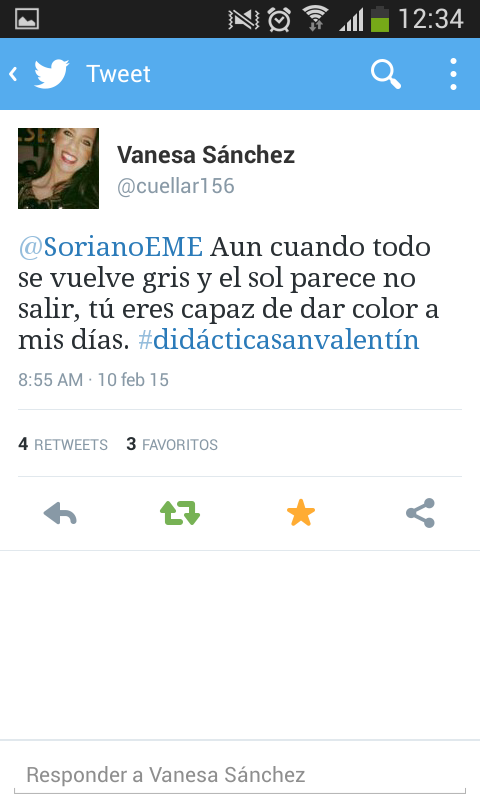 12:34
Tweet
Vanesa Sánchez
@cuellar156
@SorianoEME Aun cuando todo
se vuelve gris y el sol parece no
salir, tú eres capaz de dar color a
mis días. #didácticasanvalentín
8:55 AM · 10 feb 15
4 RETWEETS 3 FAVORITOS
Responder a Vanesa Sánchez